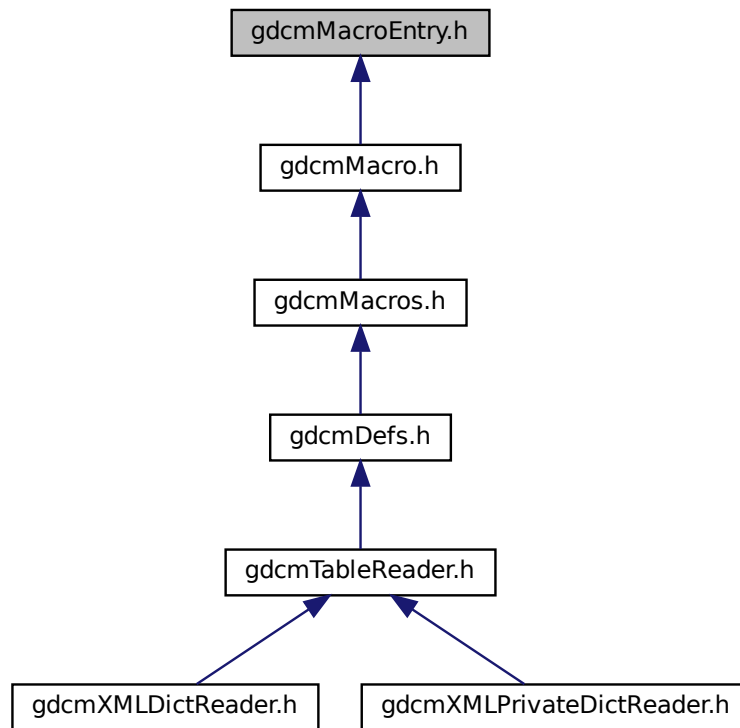 gdcmMacroEntry.h
gdcmMacro.h
gdcmMacros.h
gdcmDefs.h
gdcmTableReader.h
gdcmXMLDictReader.h
gdcmXMLPrivateDictReader.h